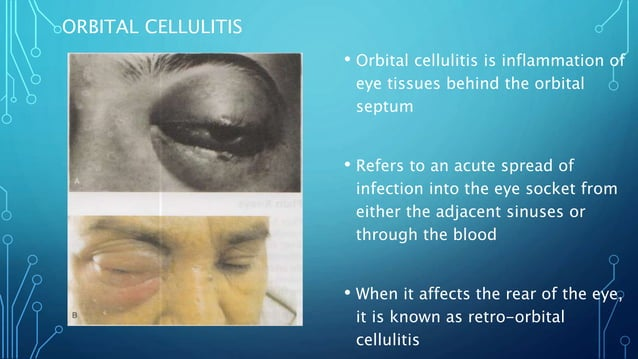 ORBITAL CELLULITIS
A
B
• Orbital cellulitis is inflammation of
eye tissues behind the orbital
septum
• Refers to an acute spread of
infection into the eye socket from
either the adjacent sinuses or
through the blood
• When it affects the rear of the eye,
it is known as retro-orbital
cellulitis